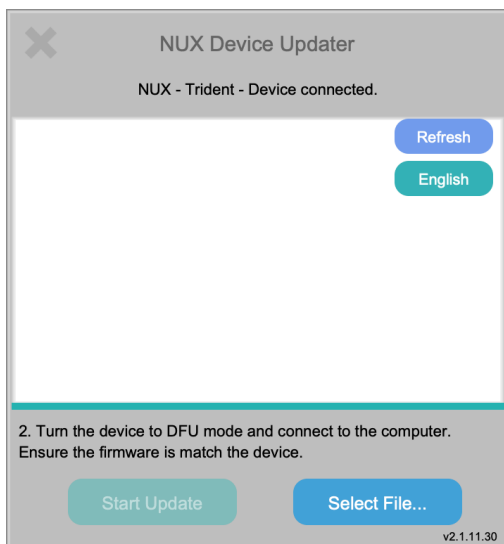 NUX Device Updater
NUX - Trident - Device connected.
Refresh
English
2. Turn the device to DFU mode and connect to the computer.
Ensure the firmware is match the device.
Start Update
Select File...
v2.1.11.30